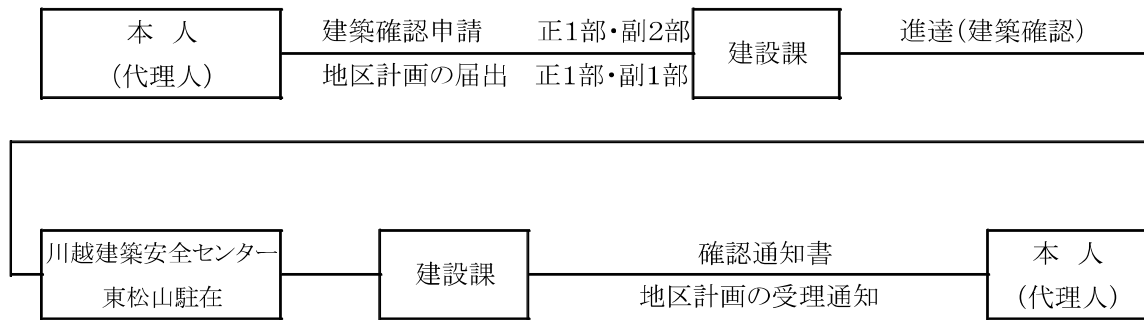 本 人
(代理人)
建築確認申請 正1部・副2部
地区計画の届出 正1部・副1部
建設課
進達(建築確認)
川越建築安全センター
東松山駐在
建設課
確認通知書
地区計画の受理通知
本 人
(代理人)